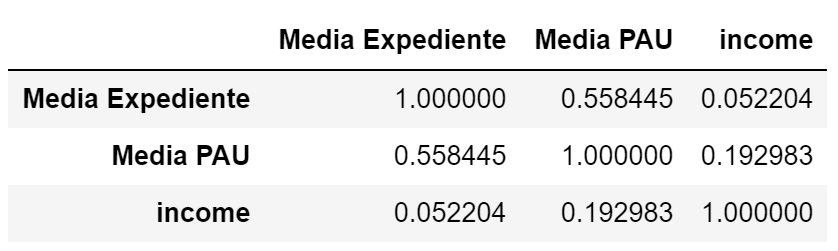 Media Expediente Media PAU income
Media Expediente 1.000000 0.558445 0.052204
Media PAU 0.558445 1.000000 0.192983
income 0.052204 0.192983 1.000000